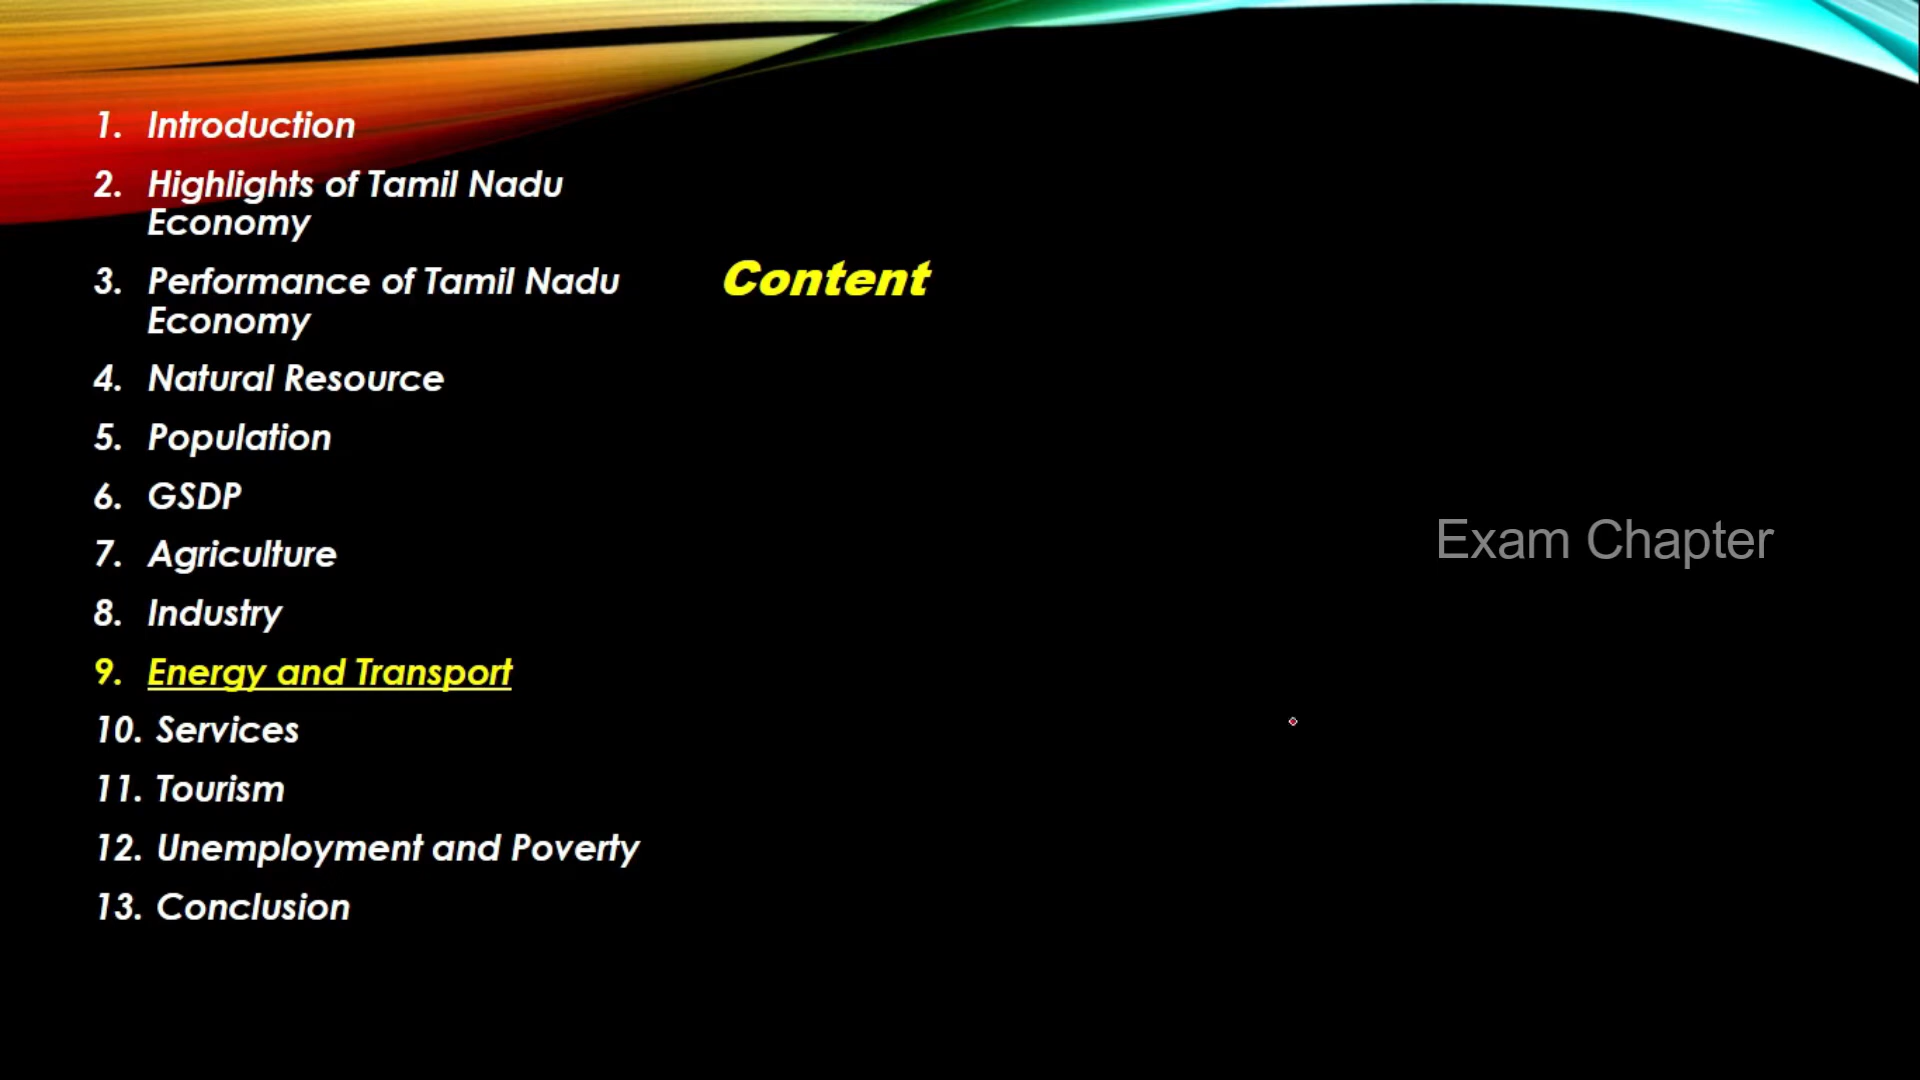 1. Introduction
2. Highlights of Tamil Nadu
Economy
3. Performance of Tamil Nadu
Economy
4. Natural Resource
5. Population
6. GSDP
7. Agriculture
8. Industry
9. Energy and Transport
10. Services
11. Tourism
12. Unemployment and Poverty
13. Conclusion
Content
Exam Chapter